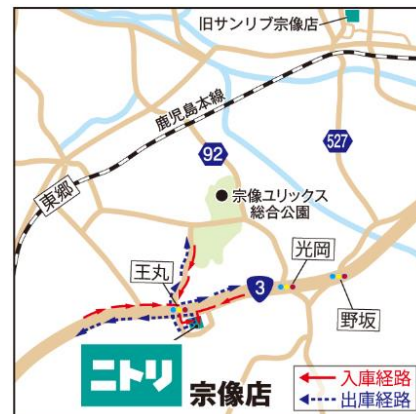 旧サンリブ宗像店
鹿児島本線
92
527
東郷
宗像ユリックス
総合公園
王丸
光岡
3
野坂
ニトリ 宗像店
入庫経路
出庫経路